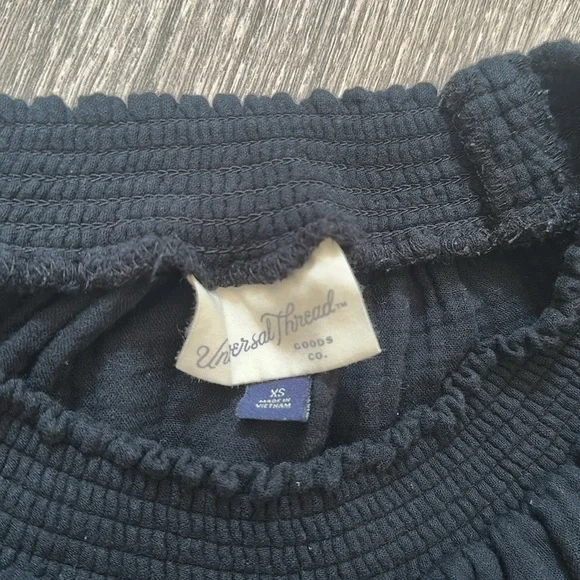 Universal Thread™
GOODS
CO.
XS
MADE IN
VIETNAM